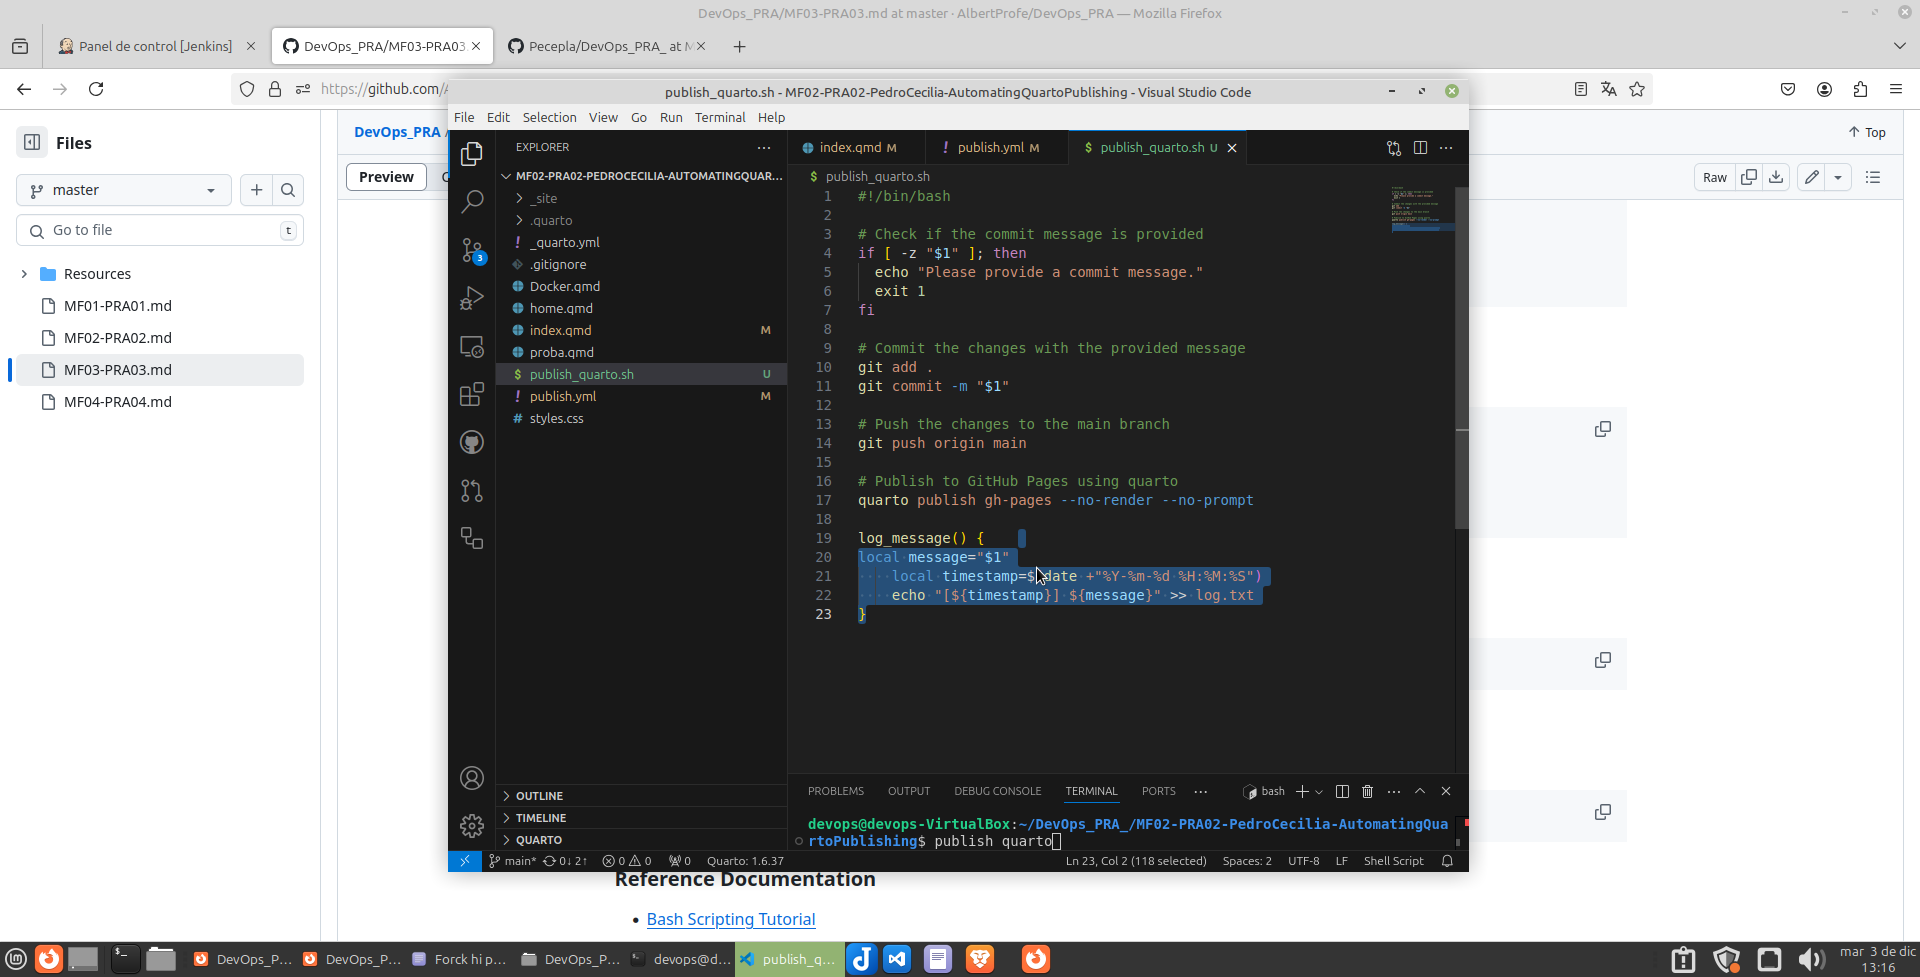 DevOps_PRA/MF03-PRA03.md at master · AlbertProfe/DevOps_PRA — Mozilla Firefox
Panel de control [Jenkins]
DevOps_PRA/MF03-PRA03
Pecepla/DevOps_PRA_ at M
https://github.com/A
Files
master
Go to file
t
Resources
MF01-PRA01.md
MF02-PRA02.md
MF03-PRA03.md
MF04-PRA04.md
DevOps_PRA /
Preview
C
Top
Raw
publish_quarto.sh - MF02-PRA02-PedroCecilia-AutomatingQuartoPublishing - Visual Studio Code
File Edit Selection View Go Run Terminal Help
EXPLORER
MF02-PRA02-PEDROCECILIA-AUTOMATINGQUAR...
_site
.quarto
_quarto.yml
.gitignore
Docker.qmd
home.qmd
index.qmd M
proba.qmd
publish_quarto.sh U
publish.yml M
styles.css
3
OUTLINE
TIMELINE
QUARTO
index.qmd M
publish.yml M
publish_quarto.sh U
publish_quarto.sh
1 #!/bin/bash
2
3 # Check if the commit message is provided
4 if [ -z "$1" ]; then
5 echo "Please provide a commit message."
6 exit 1
7 fi
8
9 # Commit the changes with the provided message
10 git add .
11 git commit -m "$1"
12
13 # Push the changes to the main branch
14 git push origin main
15
16 # Publish to GitHub Pages using quarto
17 quarto publish gh-pages --no-render --no-prompt
18
19 log_message() {
20 local message="$1"
21 local timestamp=$ date +"%Y-%m-%d %H:%M:%S")
22 echo "[${timestamp}] ${message}" >> log.txt
23 }
PROBLEMS OUTPUT DEBUG CONSOLE TERMINAL PORTS
bash
devops@devops-VirtualBox:~/DevOps_PRA_/MF02-PRA02-PedroCecilia-AutomatingQua
rtoPublishing$ publish quarto
main* 0↓ 2↑ 0 0 0 Quarto: 1.6.37
Ln 23, Col 2 (118 selected) Spaces: 2 UTF-8 LF Shell Script
Reference Documentation
• Bash Scripting Tutorial
DevOps_P...
DevOps_P...
Forck hi p...
DevOps_P...
devops@d...
publish_q...
mar 3 de dic
13:16